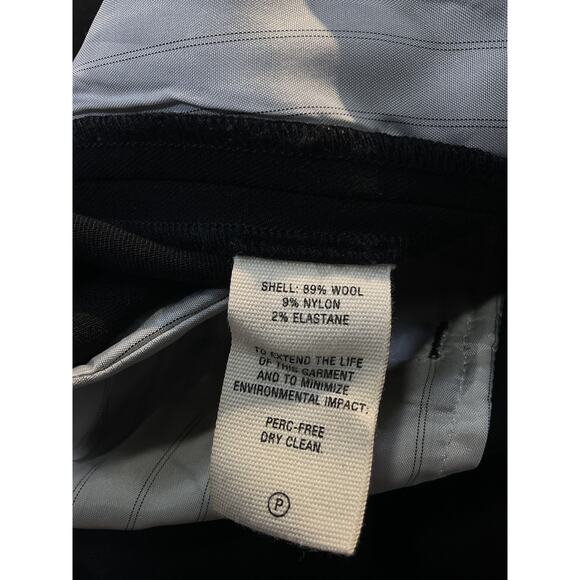 SHELL: 89% WOOL
9% NYLON
2% ELASTANE
TO EXTEND THE LIFE
OF THIS GARMENT
AND TO MINIMIZE
ENVIRONMENTAL IMPACT:
PERC-FREE
DRY CLEAN.
P